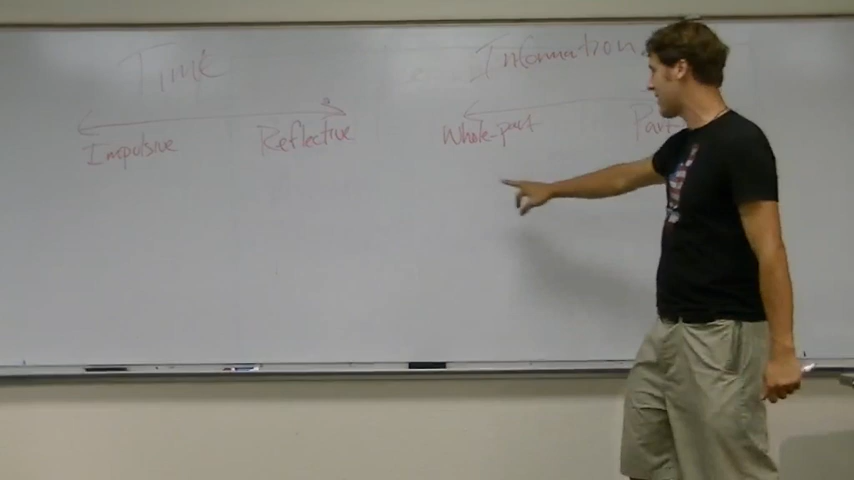 Time
Information
Impulsive
Reflective
Whole-part
Part